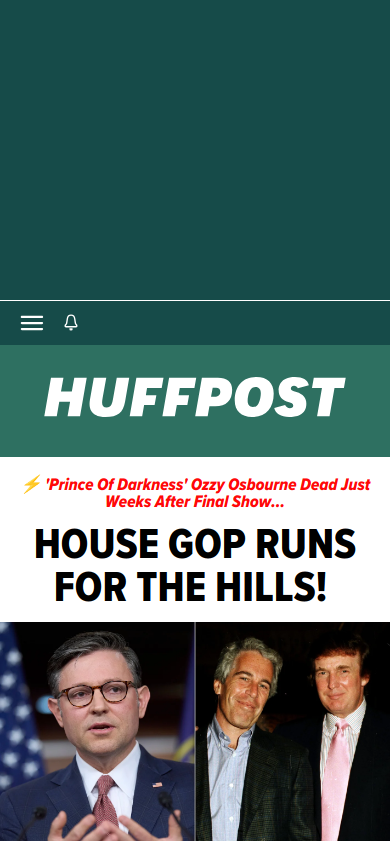 HUFFPOST
⚡ 'Prince Of Darkness' Ozzy Osbourne Dead Just
Weeks After Final Show...
HOUSE GOP RUNS
FOR THE HILLS!